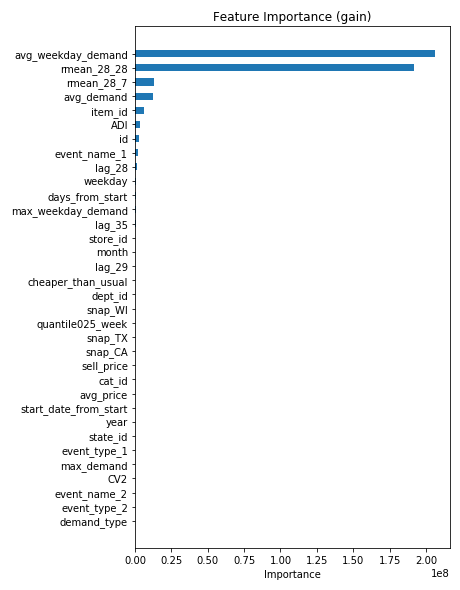 Feature Importance (gain)
avg_weekday_demand
rmean_28_28
rmean_28_7
avg_demand
item_id
ADI
id
event_name_1
lag_28
weekday
days_from_start
max_weekday_demand
lag_35
store_id
month
lag_29
cheaper_than_usual
dept_id
snap_WI
quantile025_week
snap_TX
snap_CA
sell_price
cat_id
avg_price
start_date_from_start
year
state_id
event_type_1
max_demand
CV2
event_name_2
event_type_2
demand_type
0.00 0.25 0.50 0.75 1.00 1.25 1.50 1.75 2.00
1e8
Importance